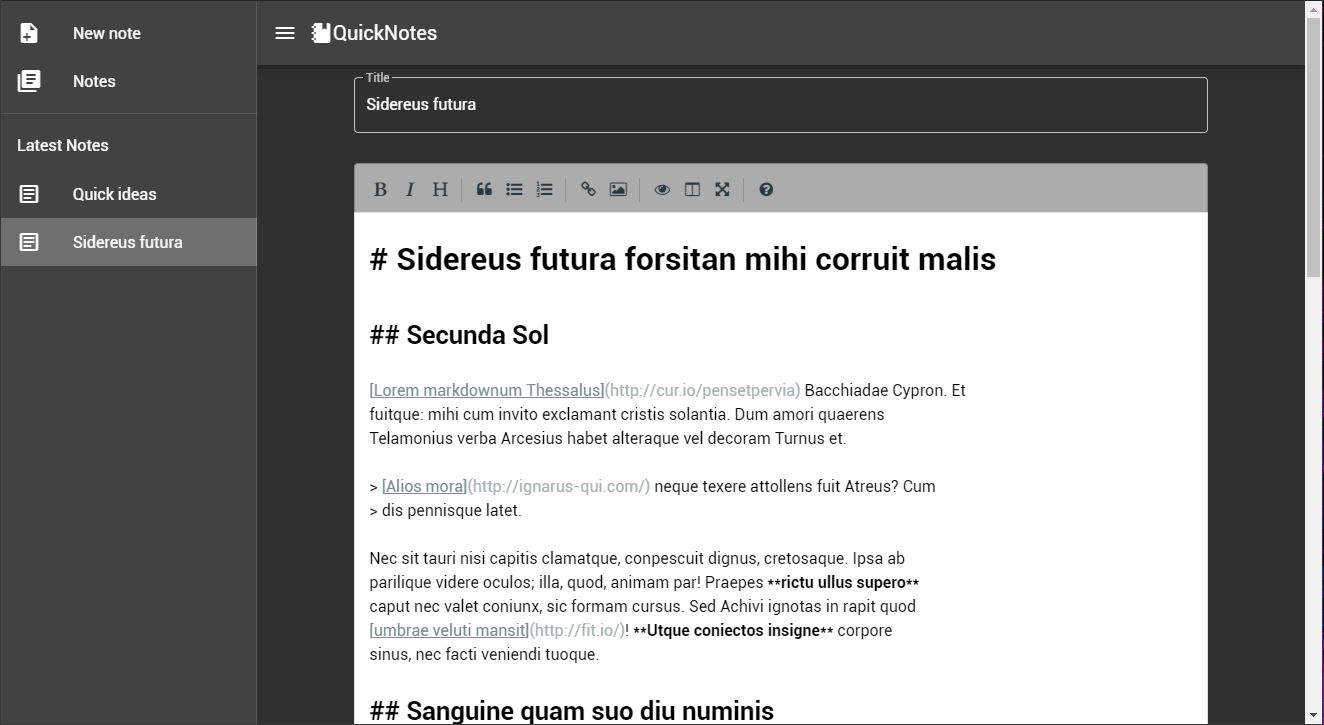 New note
Notes
Latest Notes
Quick ideas
Sidereus futura
QuickNotes
Title
Sidereus futura
B I H
# Sidereus futura forsitan mihi corruit malis
## Secunda Sol
[Lorem markdownum Thessalus](http://cur.io/pensetpervia) Bacchiadae Cypron. Et
fuitque: mihi cum invito exclamant cristis solantia. Dum amori quaerens
Telamonius verba Arcesius habet alteraque vel decoram Turnus et.
> [Alios mora](http://ignarus-qui.com/) neque texere attollens fuit Atreus? Cum
> dis pennisque latet.
Nec sit tauri nisi capitis clamatque, conpescuit dignus, cretosaque. Ipsa ab
parilique videre oculos; illa, quod, animam par! Praepes **rictu ullus supero**
caput nec valet coniunx, sic formam cursus. Sed Achivi ignotas in rapit quod
[umbrae veluti mansit](http://fit.io/)! **Utque coniectos insigne** corpore
sinus, nec facti veniendi tuoque.
## Sanguine quam suo diu numinis